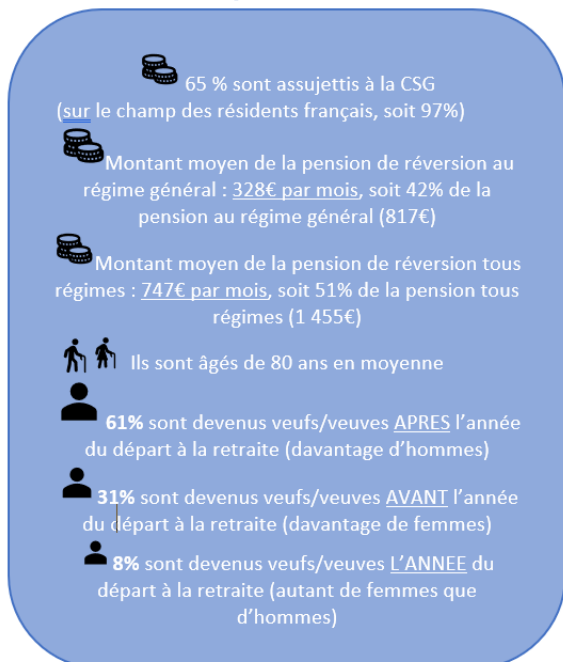 65 % sont assujettis à la CSG
(sur le champ des résidents français, soit 97%)
Montant moyen de la pension de réversion au
régime général : 328€ par mois, soit 42% de la
pension au régime général (817€)
Montant moyen de la pension de réversion tous
régimes : 747€ par mois, soit 51% de la pension tous
régimes (1 455€)
Ils sont âgés de 80 ans en moyenne
61% sont devenus veufs/veuves APRES l’année
du départ à la retraite (davantage d’hommes)
31% sont devenus veufs/veuves AVANT l’année
du départ à la retraite (davantage de femmes)
8% sont devenus veufs/veuves L’ANNEE du
départ à la retraite (autant de femmes que
d’hommes)